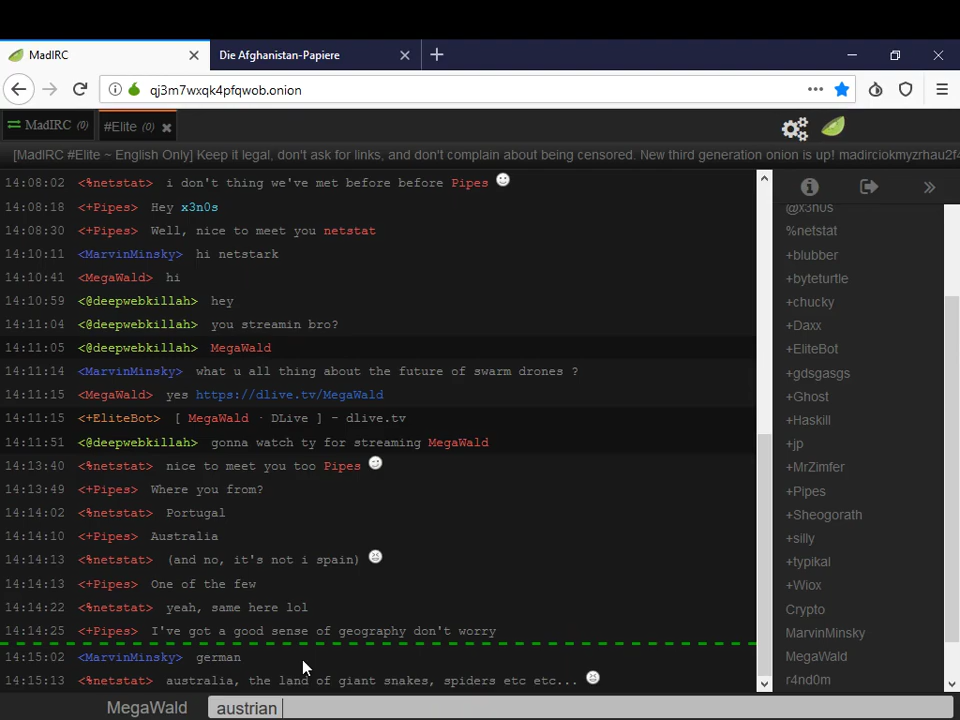 MadIRC
Die Afghanistan-Papiere
qj3m7wxqk4pfqwob.onion
MadIRC (0)
#Elite (0)
[MadIRC #Elite ~ English Only] Keep it legal, don't ask for links, and don't complain about being censored. New third generation onion is up! madirciokmyzrhau2f4
14:08:02 <%netstat> i don't thing we've met before before Pipes
14:08:18 <+Pipes> Hey x3n0s
14:08:30 <+Pipes> Well, nice to meet you netstat
14:10:11 <MarvinMinsky> hi netstark
14:10:41 <MegaWald> hi
14:10:59 <@deepwebkillah> hey
14:11:04 <@deepwebkillah> you streamin bro?
14:11:05 <@deepwebkillah> MegaWald
14:11:14 <MarvinMinsky> what u all thing about the future of swarm drones ?
14:11:15 <MegaWald> yes https://dlive.tv/MegaWald
14:11:15 <+EliteBot> [ MegaWald · DLive ] - dlive.tv
14:11:51 <@deepwebkillah> gonna watch ty for streaming MegaWald
14:13:40 <%netstat> nice to meet you too Pipes
14:13:49 <+Pipes> Where you from?
14:14:02 <%netstat> Portugal
14:14:10 <+Pipes> Australia
14:14:13 <%netstat> (and no, it's not i spain)
14:14:13 <+Pipes> One of the few
14:14:22 <%netstat> yeah, same here lol
14:14:25 <+Pipes> I've got a good sense of geography don't worry
14:15:02 <MarvinMinsky> german
14:15:13 <%netstat> australia, the land of giant snakes, spiders etc etc...
MegaWald austrian
@x3n0s
%netstat
+blubber
+byteturtle
+chucky
+Daxx
+EliteBot
+gdsgasgs
+Ghost
+Haskill
+jp
+MrZimfer
+Pipes
+Sheogorath
+silly
+typikal
+Wiox
Crypto
MarvinMinsky
MegaWald
r4nd0m